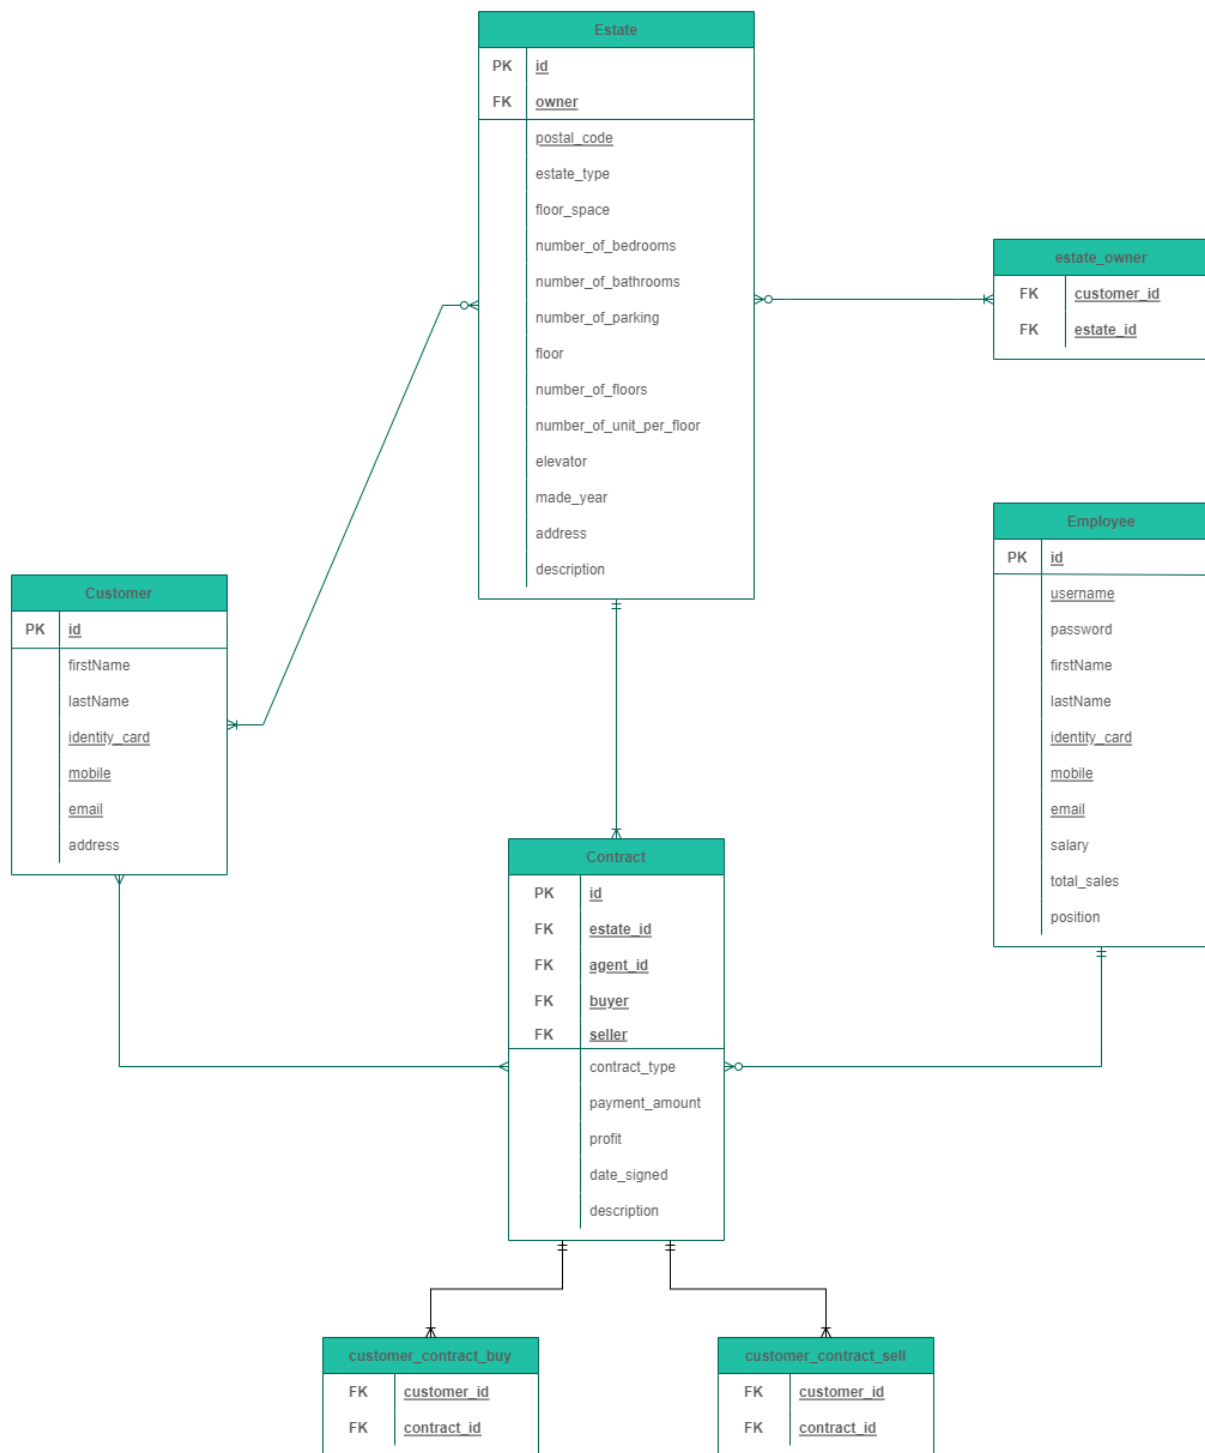 Estate
PK id
FK owner
postal_code
estate_type
floor_space
number_of_bedrooms
number_of_bathrooms
number_of_parking
floor
number_of_floors
number_of_unit_per_floor
elevator
made_year
address
description
estate_owner
FK customer_id
FK estate_id
Customer
PK id
firstName
lastName
identity_card
mobile
email
address
Employee
PK id
username
password
firstName
lastName
identity_card
mobile
email
salary
total_sales
position
Contract
PK id
FK estate_id
FK agent_id
FK buyer
FK seller
contract_type
payment_amount
profit
date_signed
description
customer_contract_buy
FK customer_id
FK contract_id
customer_contract_sell
FK customer_id
FK contract_id